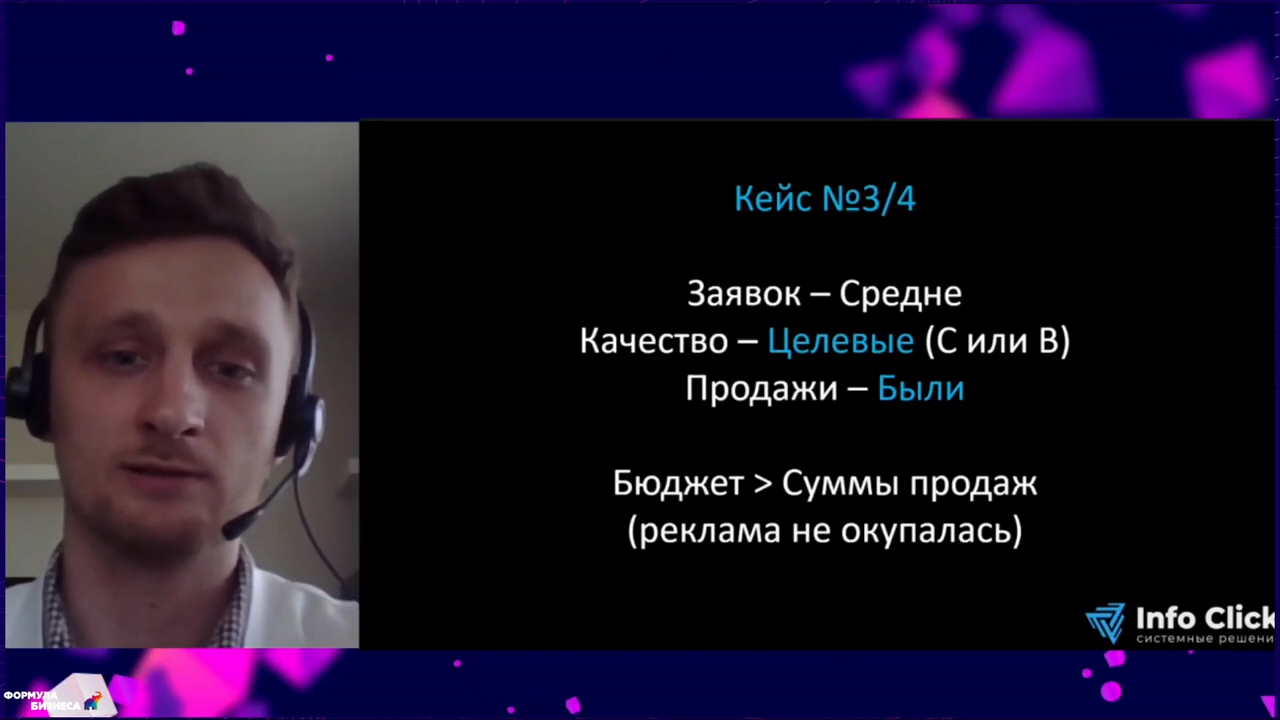 Кейс №3/4
Заявок – Средне
Качество – Целевые (С или В)
Продажи – Были
Бюджет > Суммы продаж
(реклама не окупалась)
Info Click
системные решени
ФОРМУЛА
БИЗНЕСА